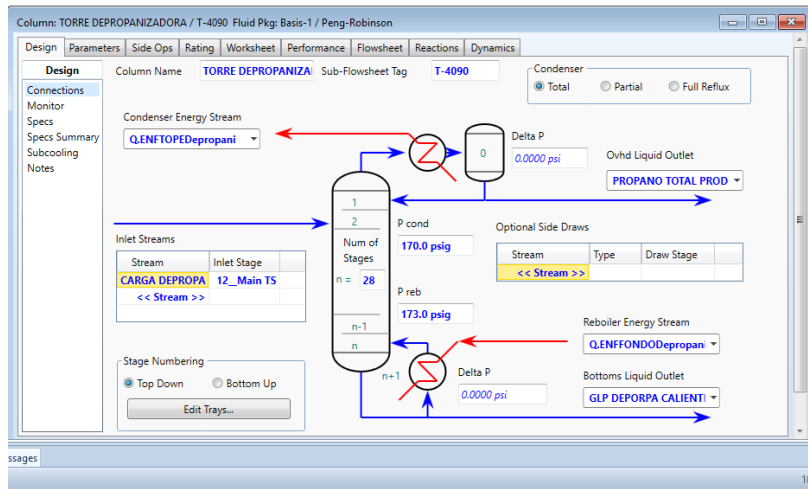 Column: TORRE DEPROPANIZADORA / T-4090 Fluid Pkg: Basis-1 / Peng-Robinson
Design Parameters Side Ops Rating Worksheet Performance Flowsheet Reactions Dynamics
Design
Connections
Monitor
Specs
Specs Summary
Subcooling
Notes
Column Name TORRE DEPROPANIZA Sub-Flowsheet Tag T-4090
Condenser
Total Partial Full Reflux
Condenser Energy Stream
Q.ENFTOPEDepropani
0
Delta P
0.0000 psi
Ovhd Liquid Outlet
PROPANO TOTAL PROD
1
2
Num of
Stages
n = 28
n-1
n
n+1
P cond
170.0 psig
P reb
173.0 psig
Optional Side Draws
Stream Type Draw Stage
<< Stream >>
Inlet Streams
Stream Inlet Stage
CARGA DEPROPA 12__Main TS
<< Stream >>
Stage Numbering
Top Down Bottom Up
Edit Trays...
Delta P
0.0000 psi
Reboiler Energy Stream
Q.ENFFONDODepropani
Bottoms Liquid Outlet
GLP DEPORPA CALIENTI
ssages